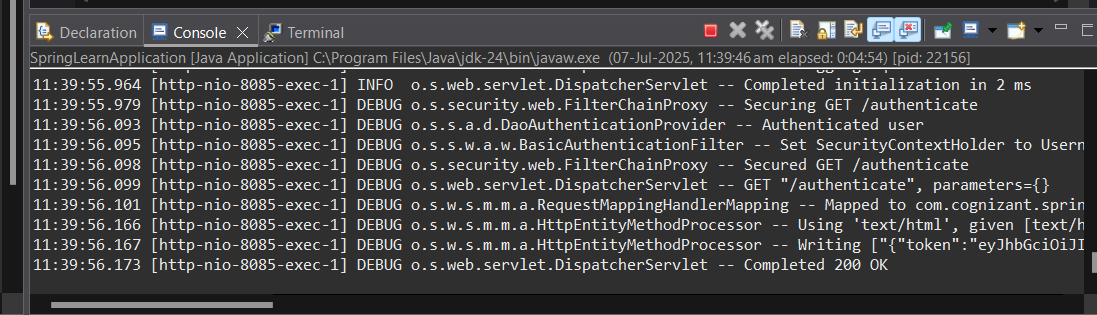 Declaration Console Terminal
SpringLearnApplication [Java Application] C:\Program Files\Java\jdk-24\bin\javaw.exe (07-Jul-2025, 11:39:46 am elapsed: 0:04:54) [pid: 22156]
11:39:55.964 [http-nio-8085-exec-1] INFO  o.s.web.servlet.DispatcherServlet -- Completed initialization in 2 ms
11:39:55.979 [http-nio-8085-exec-1] DEBUG o.s.security.web.FilterChainProxy -- Securing GET /authenticate
11:39:56.093 [http-nio-8085-exec-1] DEBUG o.s.s.a.d.DaoAuthenticationProvider -- Authenticated user
11:39:56.095 [http-nio-8085-exec-1] DEBUG o.s.s.w.a.w.BasicAuthenticationFilter -- Set SecurityContextHolder to Usern
11:39:56.098 [http-nio-8085-exec-1] DEBUG o.s.security.web.FilterChainProxy -- Secured GET /authenticate
11:39:56.099 [http-nio-8085-exec-1] DEBUG o.s.web.servlet.DispatcherServlet -- GET "/authenticate", parameters={}
11:39:56.101 [http-nio-8085-exec-1] DEBUG o.s.w.s.m.m.a.RequestMappingHandlerMapping -- Mapped to com.cognizant.sprin
11:39:56.166 [http-nio-8085-exec-1] DEBUG o.s.w.s.m.m.a.HttpEntityMethodProcessor -- Using 'text/html', given [text/h
11:39:56.167 [http-nio-8085-exec-1] DEBUG o.s.w.s.m.m.a.HttpEntityMethodProcessor -- Writing ["{"token":"eyJhbGciOiJI
11:39:56.173 [http-nio-8085-exec-1] DEBUG o.s.web.servlet.DispatcherServlet -- Completed 200 OK